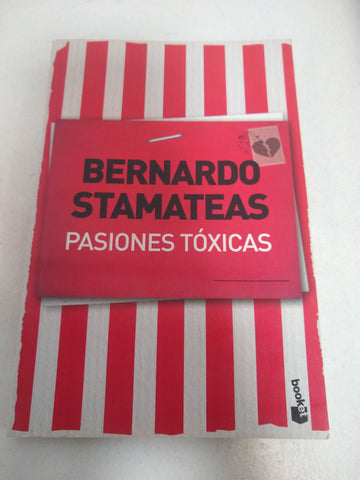 BERNARDO
STAMATEAS
PASIONES TÓXICAS
booket